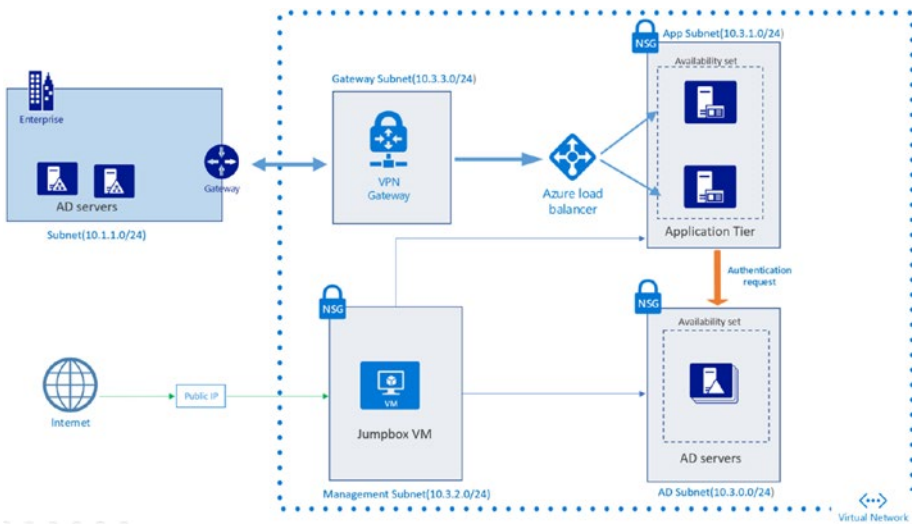 App Subnet(10.3.1.0/24)
NSG
Availability set
Gateway Subnet(10.3.3.0/24)
Enterprise
VPN
Gateway
Gateway
AD servers
Azure load
balancer
Application Tier
Subnet(10.1.1.0/24)
Authentication
request
NSG
NSG
Availability set
Internet
Public IP
VM
Jumpbox VM
AD servers
Management Subnet(10.3.2.0/24)
AD Subnet(10.3.0.0/24)
Virtual Network